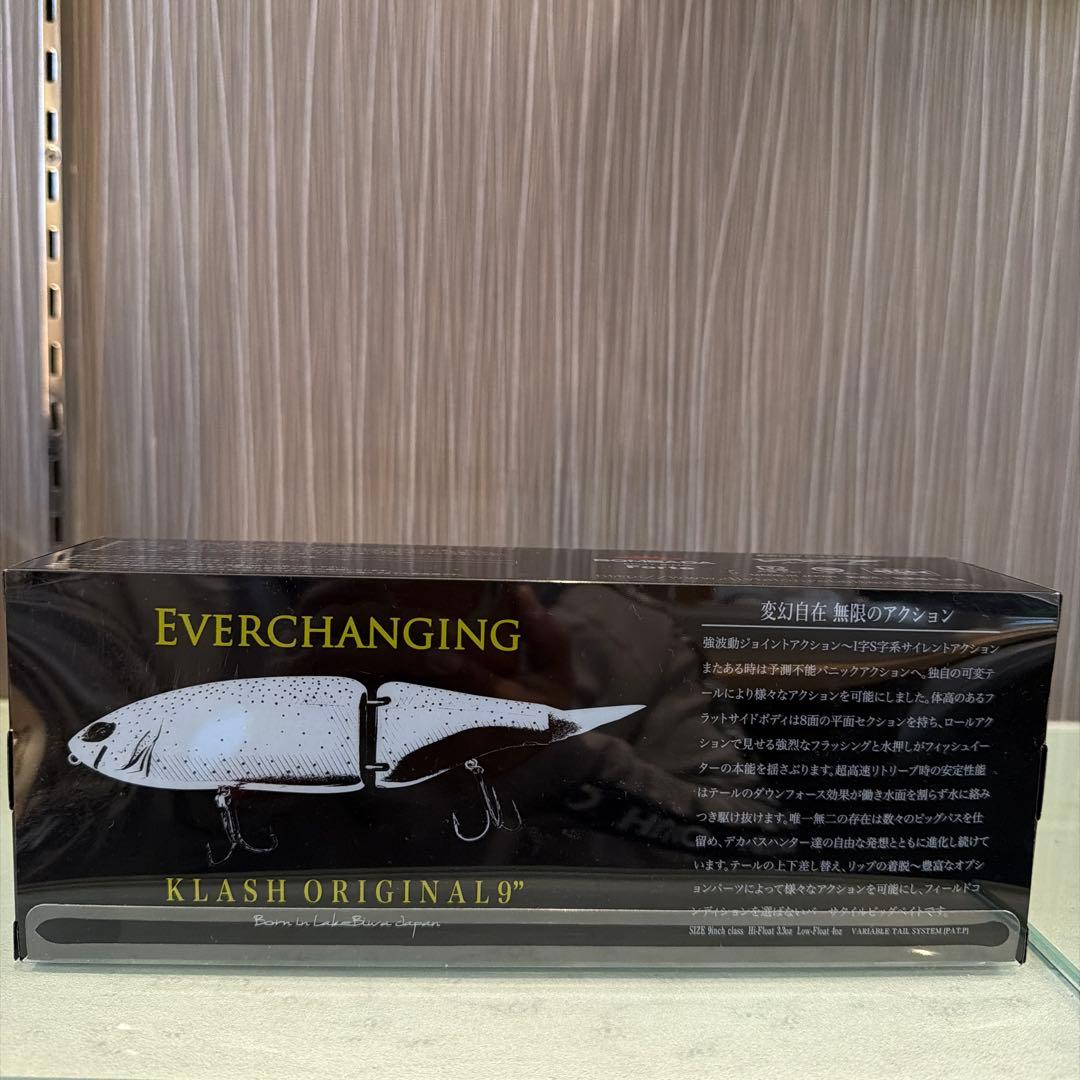 EVERCHANGING
KLASH ORIGINAL 9”
Born in Lake Biwa Japan
変幻自在 無限のアクション
強波動ジョイントアクション～I字S字系サイレントアクション
またある時は予測不能パニックアクションへ。独自の可変テ
ールにより様々なアクションを可能にしました。体高のあるフ
ラットサイドボディは8面の平面セクションを持ち、ロールアク
ションで見せる強烈なフラッシングと水押しがフィッシュイー
ターの本能を揺さぶります。超高速リトリーブ時の安定性能
はテールのダウンフォース効果が働き水面を割らず水に絡み
つき駆け抜けます。唯一無二の存在は数々のビッグバスを仕
留め、デカバスハンター達の自由な発想とともに進化し続けて
います。テールの上下差し替え、リップの着脱～豊富なオプシ
ョンパーツによって様々なアクションを可能にし、フィールドコ
ンディションを選ばないバーサタイルビッグベイトです。
SIZE 9inch class Hi-Float 3.3oz Low-Float 4oz VARIABLE TAIL SYSTEM [PAT.P]